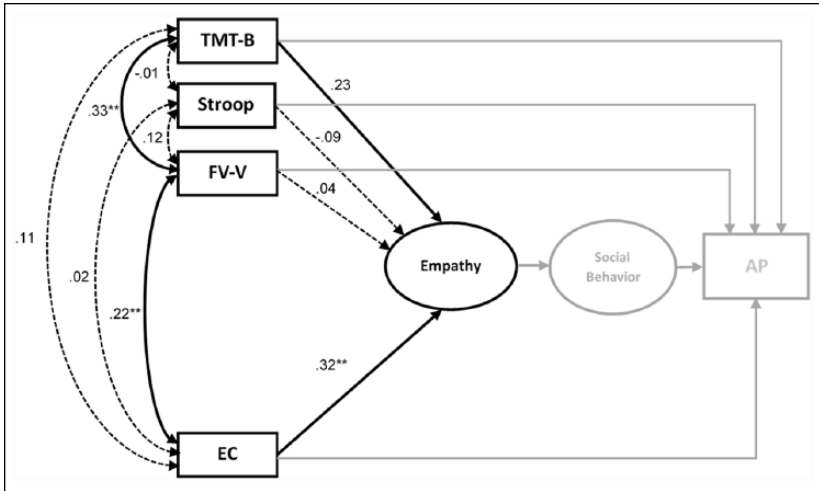 TMT-B
-.01
.23
Stroop
.33**
.12
-.09
FV-V
.04
.11
Empathy
Social
Behavior
AP
.02
.22**
.32**
EC